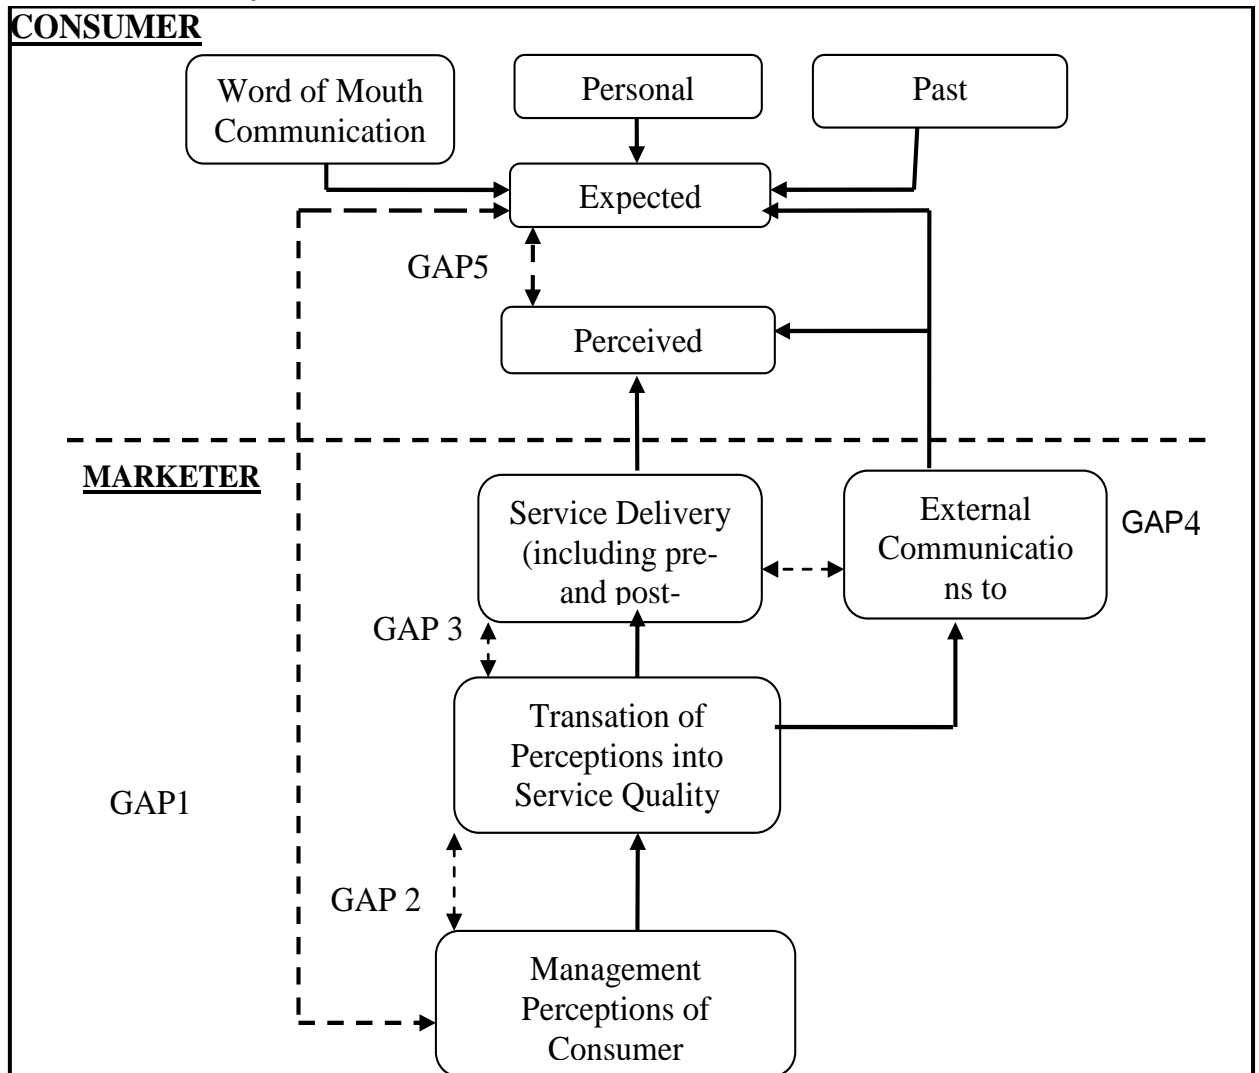 CONSUMER
Word of Mouth
Communication
Personal
Past
Expected
GAP5
Perceived
MARKETER
Service Delivery
(including pre-
and post-
External
Communicatio
ns to
GAP4
GAP 3
Transation of
Perceptions into
Service Quality
GAP1
GAP 2
Management
Perceptions of
Consumer